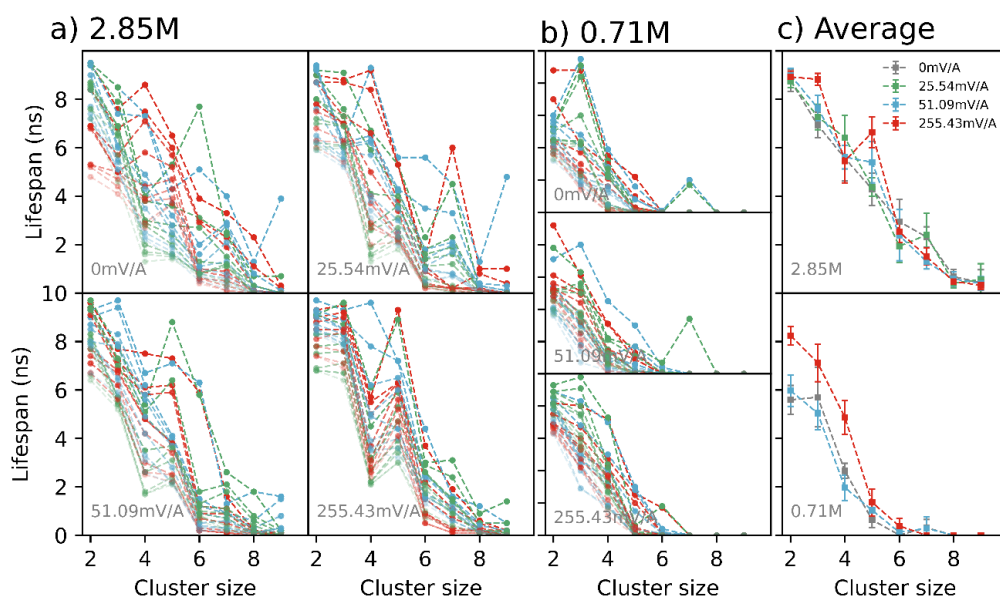 a) 2.85M
b) 0.71M
c) Average
Lifespan (ns)
8
6
4
2
0mV/A
25.54mV/A
0mV/A
0mV/A
25.54mV/A
51.09mV/A
255.43mV/A
2.85M
51.09mV/A
Lifespan (ns)
10
8
6
4
2
0
51.09mV/A
255.43mV/A
255.43mV/A
0.71M
2 4 6 8
2 4 6 8
2 4 6 8
2 4 6 8
Cluster size
Cluster size
Cluster size
Cluster size